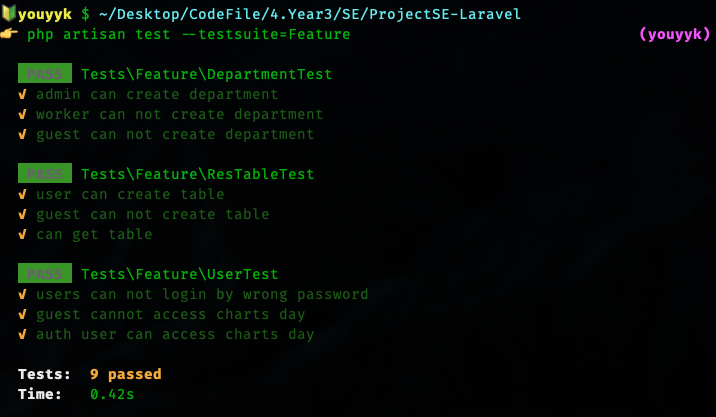 youyyk $ ~/Desktop/CodeFile/4.Year3/SE/ProjectSE-Laravel
php artisan test --testsuite=Feature (youyyk)
PASS Tests\Feature\DepartmentTest
✓ admin can create department
✓ worker can not create department
✓ guest can not create department
PASS Tests\Feature\ResTableTest
✓ user can create table
✓ guest can not create table
✓ can get table
PASS Tests\Feature\UserTest
✓ users can not login by wrong password
✓ guest cannot access charts day
✓ auth user can access charts day
Tests: 9 passed
Time: 0.42s